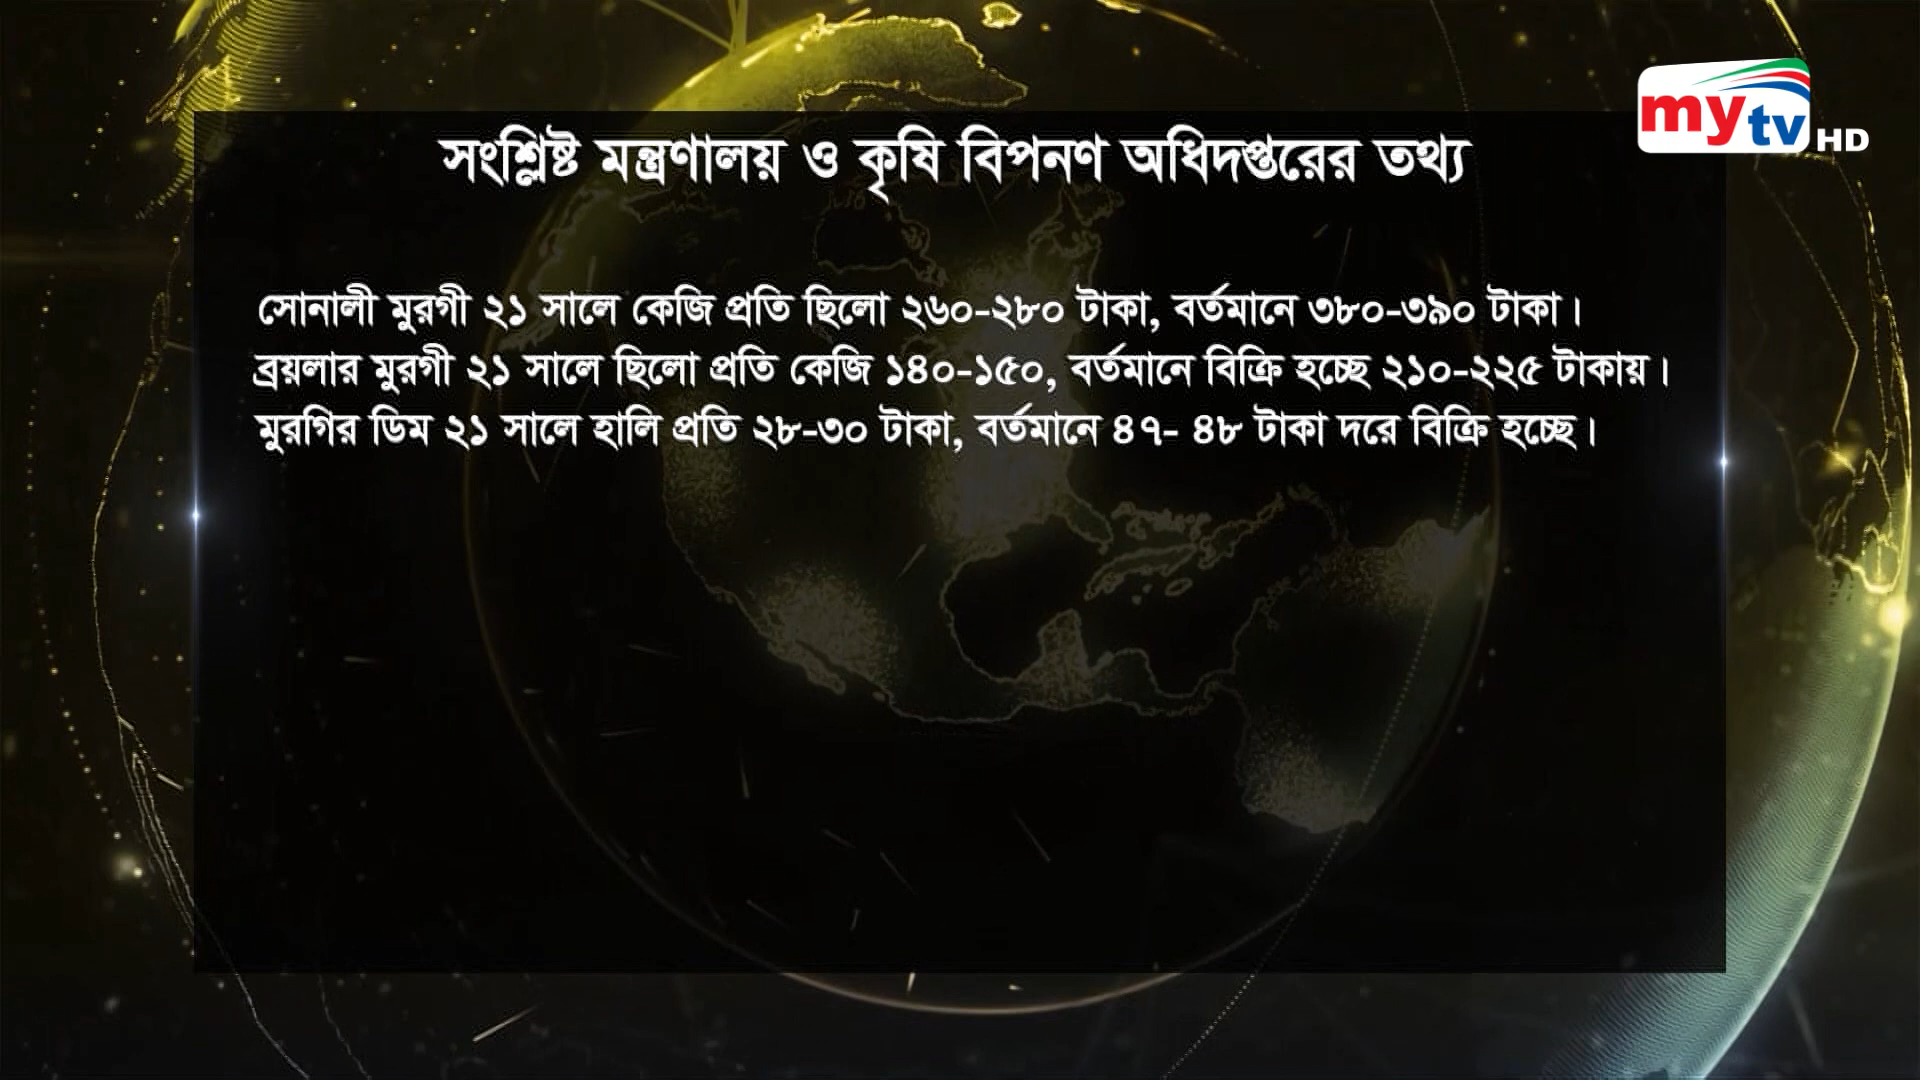 সংশ্লিষ্ট মন্ত্রণালয় ও কৃষি বিপনণ অধিদপ্তরের তথ্য
my tv HD
সোনালী মুরগী ২১ সালে কেজি প্রতি ছিলো ২৬০-২৮০ টাকা, বর্তমানে ৩৮০-৩৯০ টাকা।
ব্রয়লার মুরগী ২১ সালে ছিলো প্রতি কেজি ১৪০-১৫০, বর্তমানে বিক্রি হচ্ছে ২১০-২২৫ টাকায়।
মুরগির ডিম ২১ সালে হালি প্রতি ২৮-৩০ টাকা, বর্তমানে ৪৭- ৪৮ টাকা দরে বিক্রি হচ্ছে।